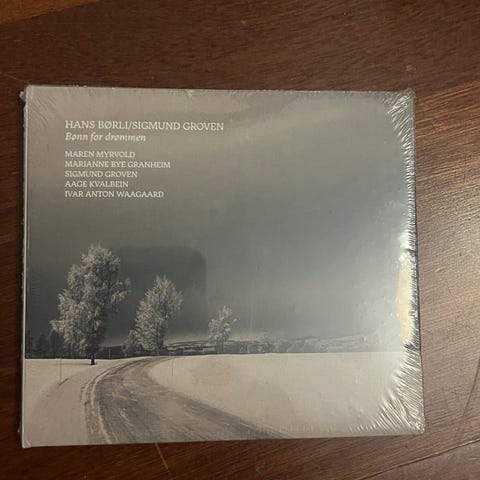 HANS BØRLI/SIGMUND GROVEN
Bønn for drømmen
MAREN MYRVOLD
MARIANNE BYE GRANHEIM
SIGMUND GROVEN
AAGE KVALBEIN
IVAR ANTON WAAGAARD